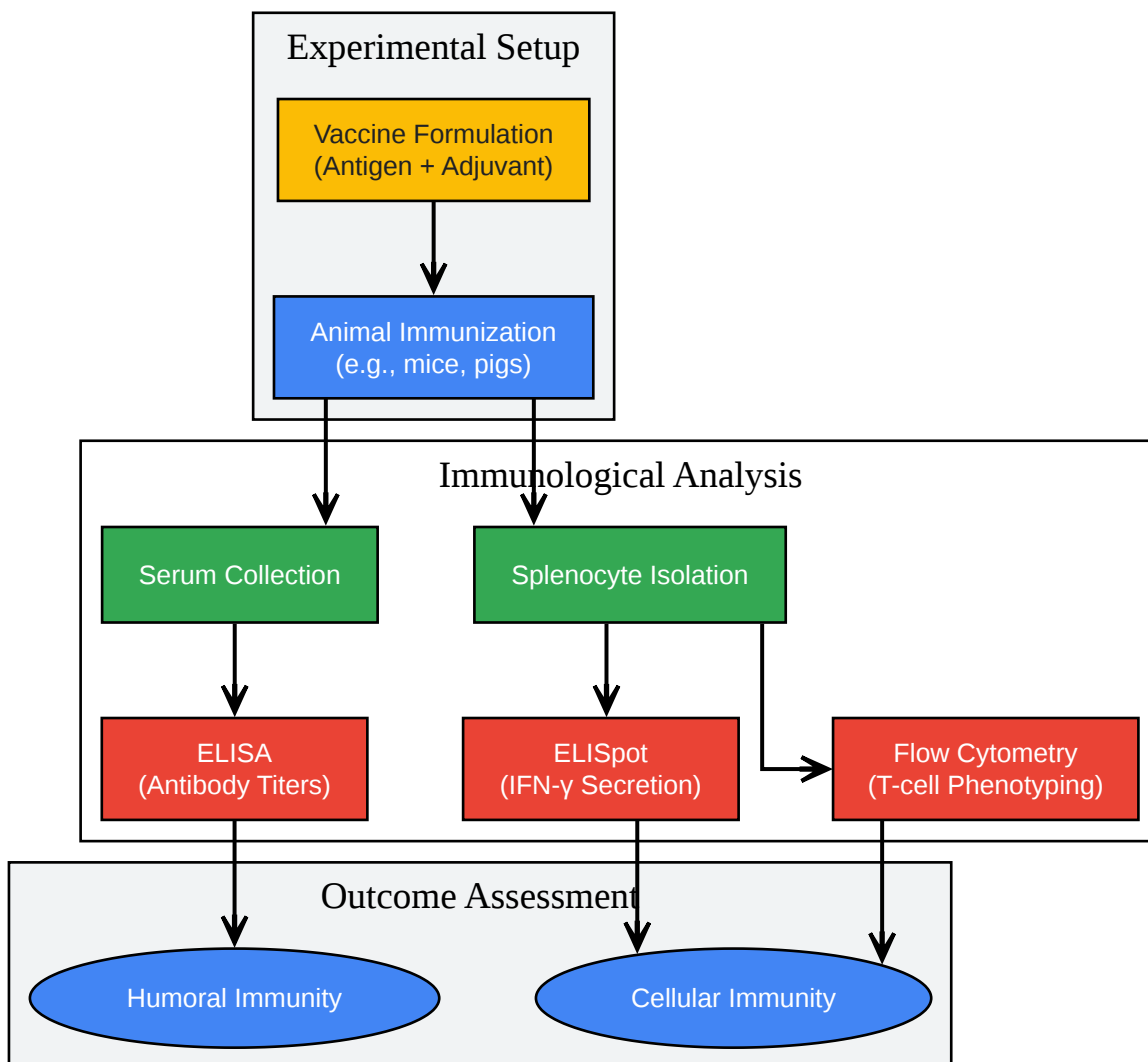 Experimental Setup
Vaccine Formulation
(Antigen + Adjuvant)
Animal Immunization
(e.g., mice, pigs)
Immunological Analysis
Serum Collection
Splenocyte Isolation
ELISA
(Antibody Titers)
ELISpot
(IFN-γ Secretion)
Flow Cytometry
(T-cell Phenotyping)
Outcome Assessment
Humoral Immunity
Cellular Immunity